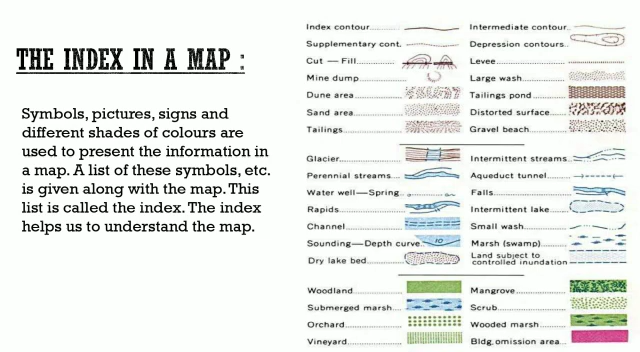 THE INDEX IN A MAP :
Symbols, pictures, signs and
different shades of colours are
used to present the information in
a map. A list of these symbols, etc.
is given along with the map. This
list is called the index. The index
helps us to understand the map.
Index contour
Intermediate contour
Supplementary cont.
Depression contours
Cut — Fill
Levee
Mine dump
Large wash
Dune area
Tailings pond
Sand area
Distorted surface
Tailings
Gravel beach
Glacier
Intermittent streams
Perennial streams
Aqueduct tunnel
Water well—Spring
Falls
Rapids
Intermittent lake
Channel
Small wash
Sounding—Depth curve
10
Marsh (swamp)
Dry lake bed
Land subject to
controlled inundation
Woodland
Mangrove
Submerged marsh
Scrub
Orchard
Wooded marsh
Vineyard
Bldg. omission area